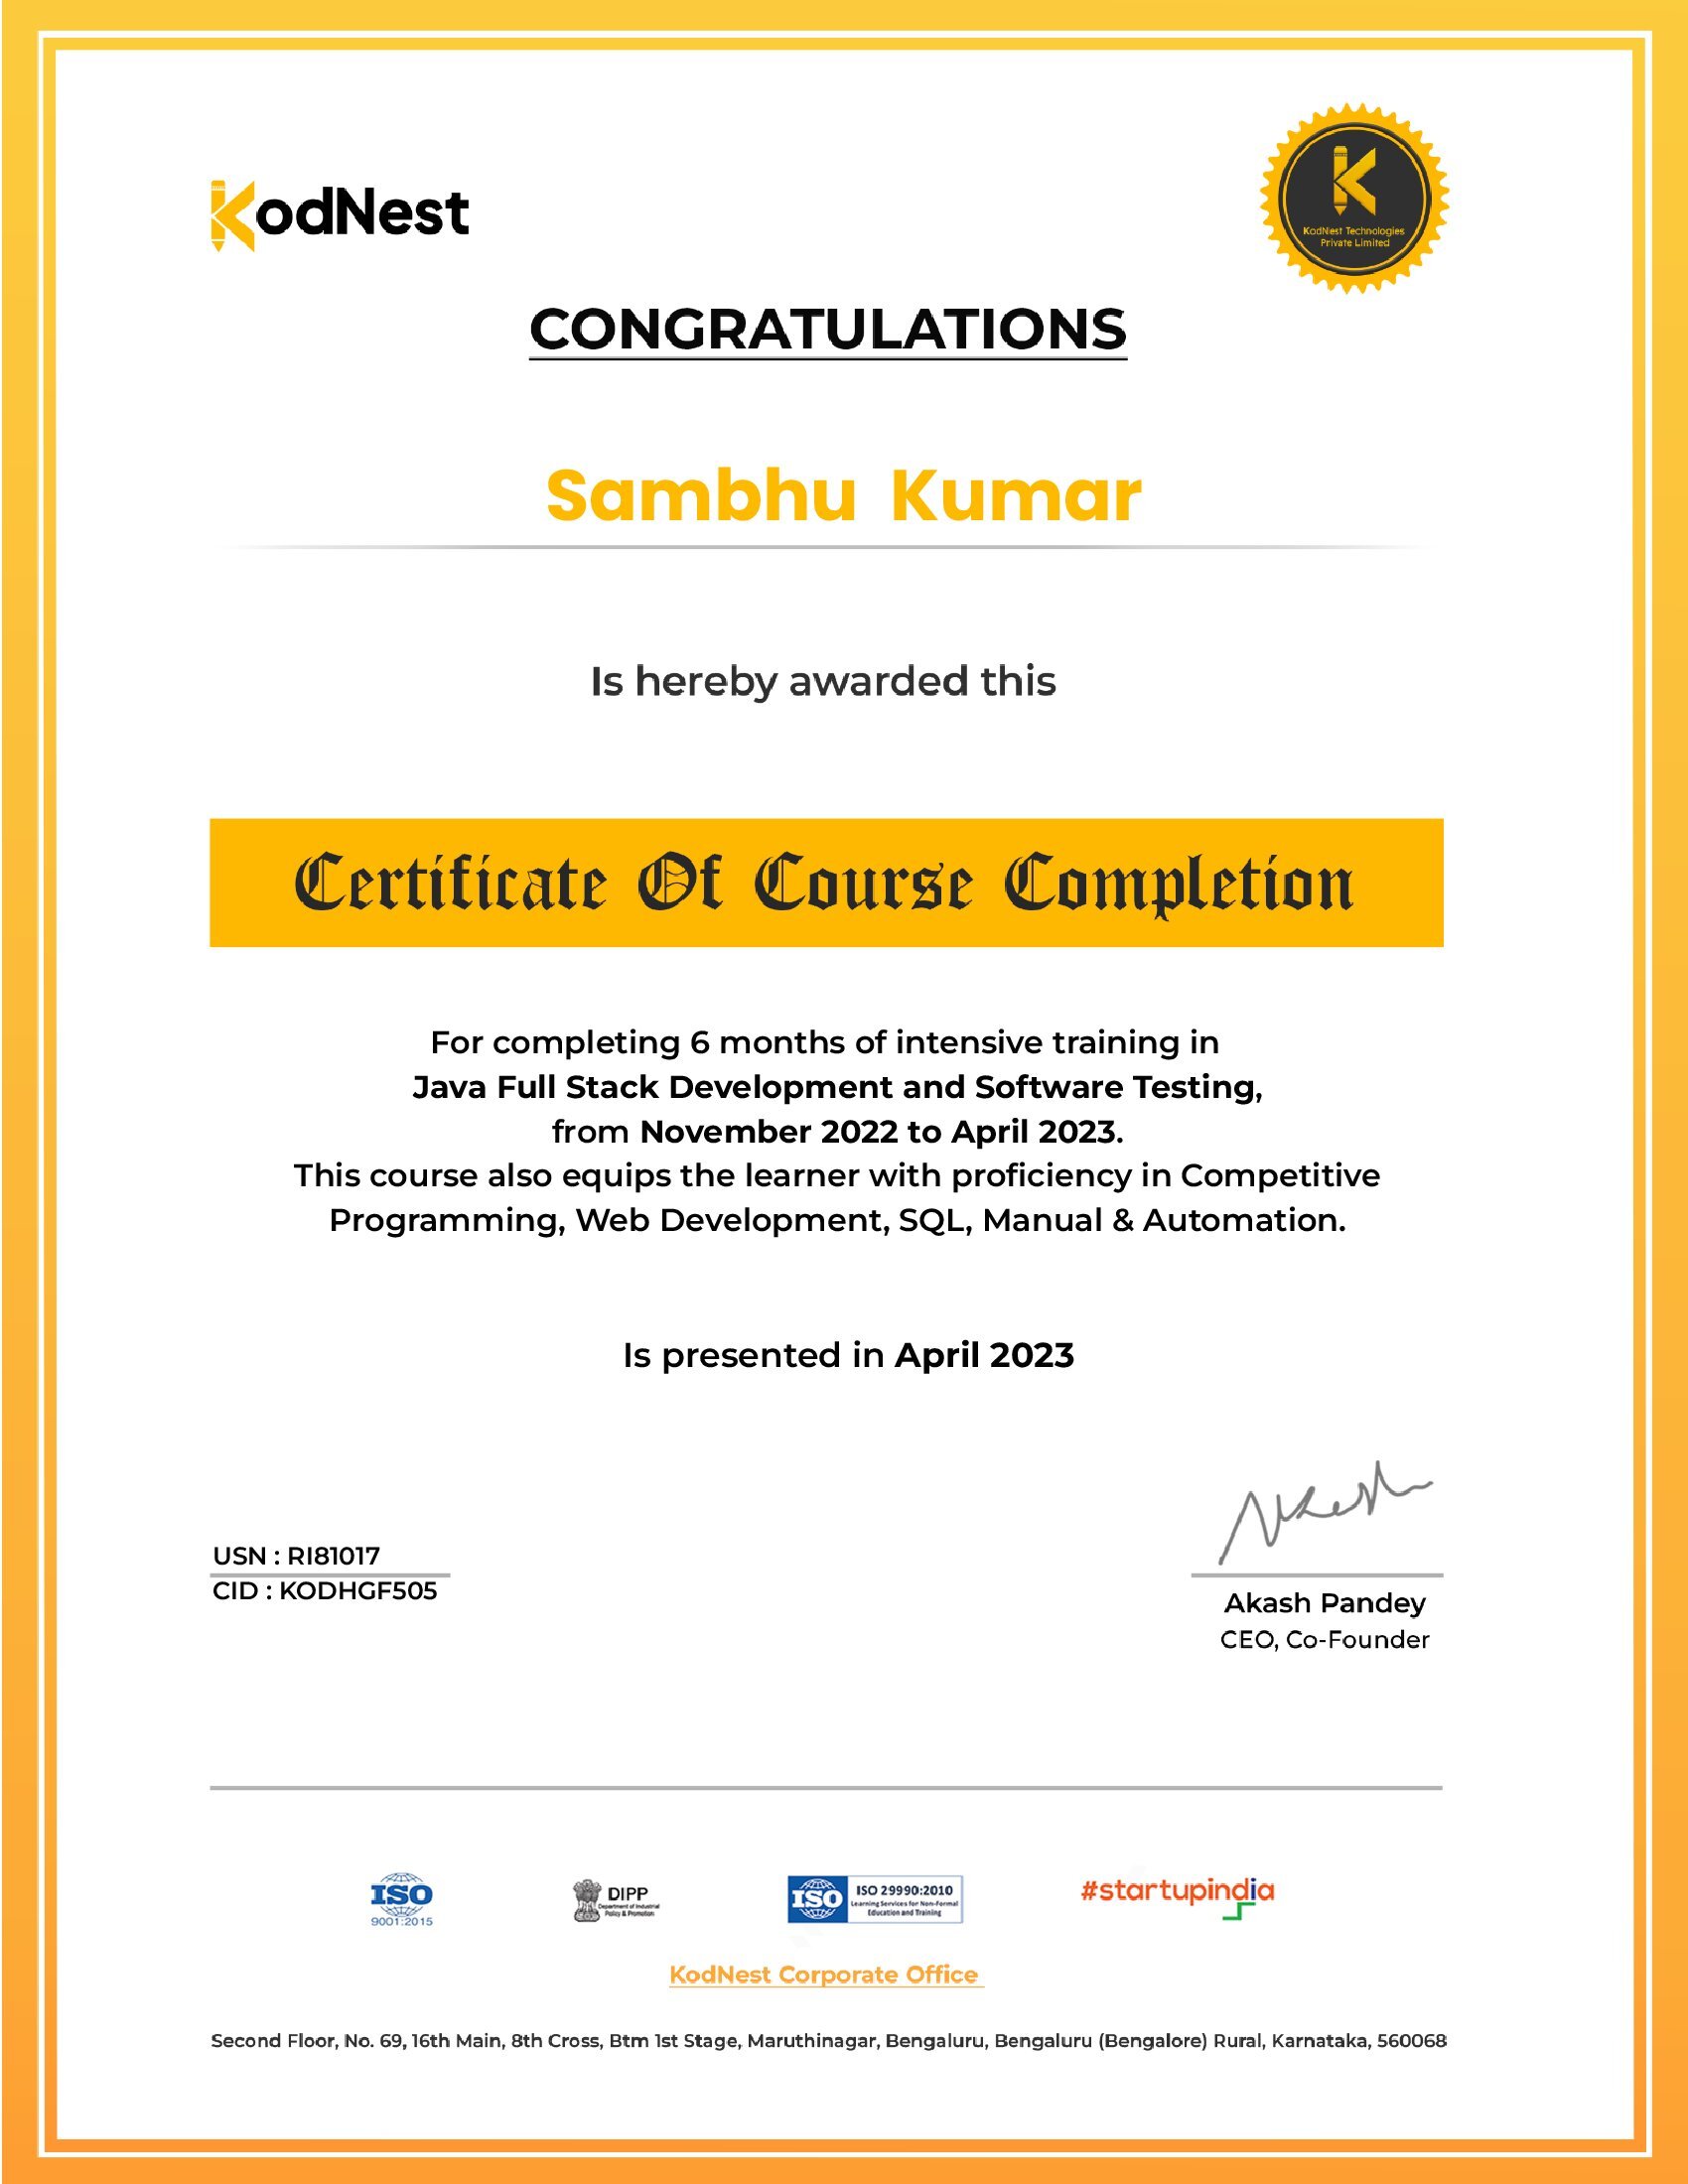 KodNest
K
KodNest Technologies
Private Limited
CONGRATULATIONS
Sambhu Kumar
Is hereby awarded this
Certificate Of Course Completion
For completing 6 months of intensive training in
Java Full Stack Development and Software Testing,
from November 2022 to April 2023.
This course also equips the learner with proficiency in Competitive
Programming, Web Development, SQL, Manual & Automation.
Is presented in April 2023
USN : RI81017
CID : KODHGF505
Akash Pandey
CEO, Co-Founder
ISO
9001:2015
DIPP
Department of Industrial
Policy & Promotion
ISO
ISO 29990:2010
Learning Services for Non-Formal
Education and Training
#startupindia
KodNest Corporate Office
Second Floor, No. 69, 16th Main, 8th Cross, Btm 1st Stage, Maruthinagar, Bengaluru, Bengaluru (Bengalore) Rural, Karnataka, 560068